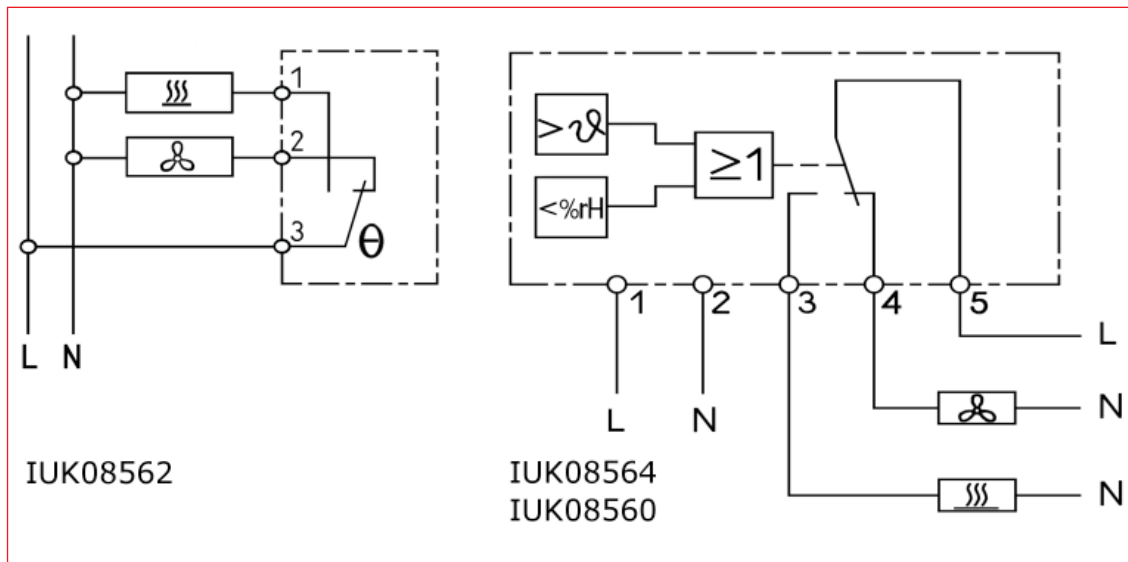 1
2
3
θ
L N
IUK08562
>ϑ
<%rH
≥1
1 2 3 4 5
L N
L
N
N
IUK08564
IUK08560